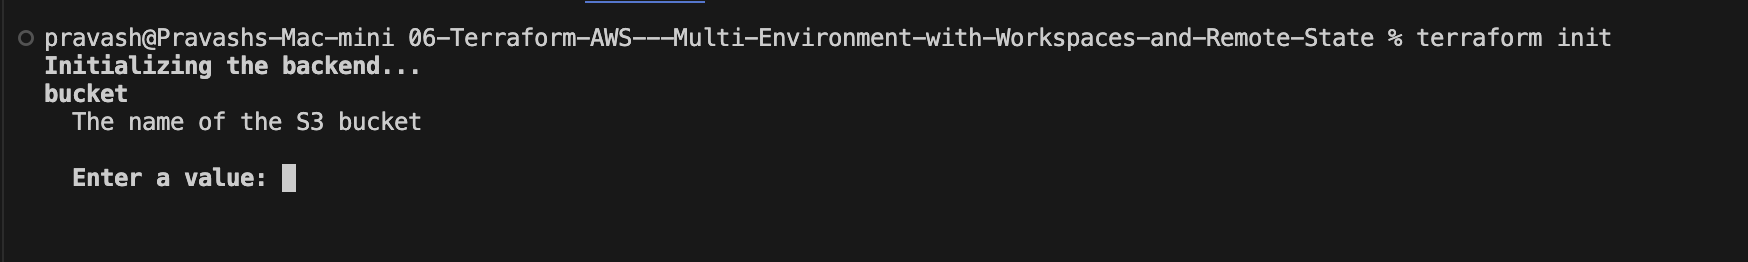 pravash@Pravashs-Mac-mini 06-Terraform-AWS---Multi-Environment-with-Workspaces-and-Remote-State % terraform init
Initializing the backend...
bucket
The name of the S3 bucket
Enter a value: